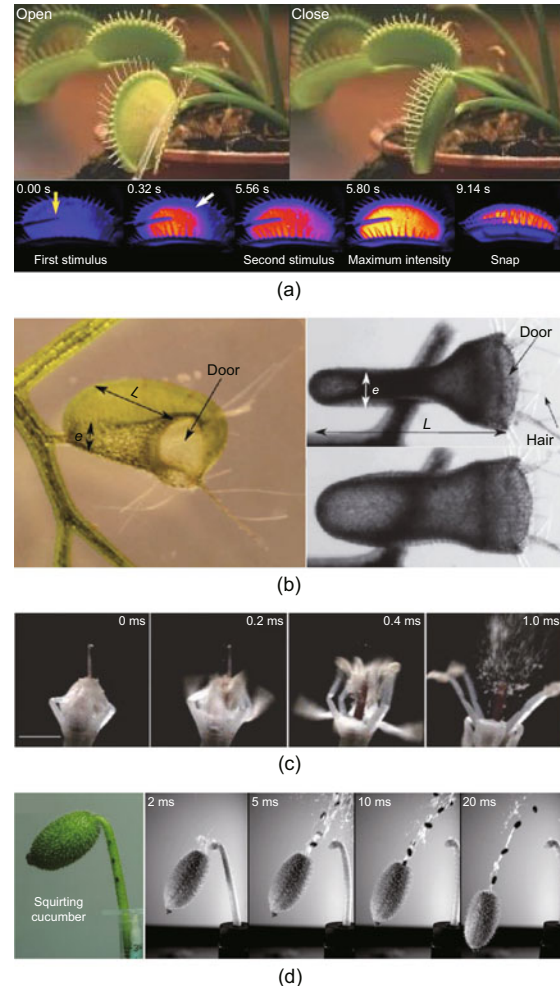 Open
Close
0.00 s
0.32 s
5.56 s
5.80 s
9.14 s
First stimulus
Second stimulus
Maximum intensity
Snap
(a)
Door
L
e
Door
e
L
Hair
(b)
0 ms
0.2 ms
0.4 ms
1.0 ms
(c)
2 ms
5 ms
10 ms
20 ms
Squirting
cucumber
(d)